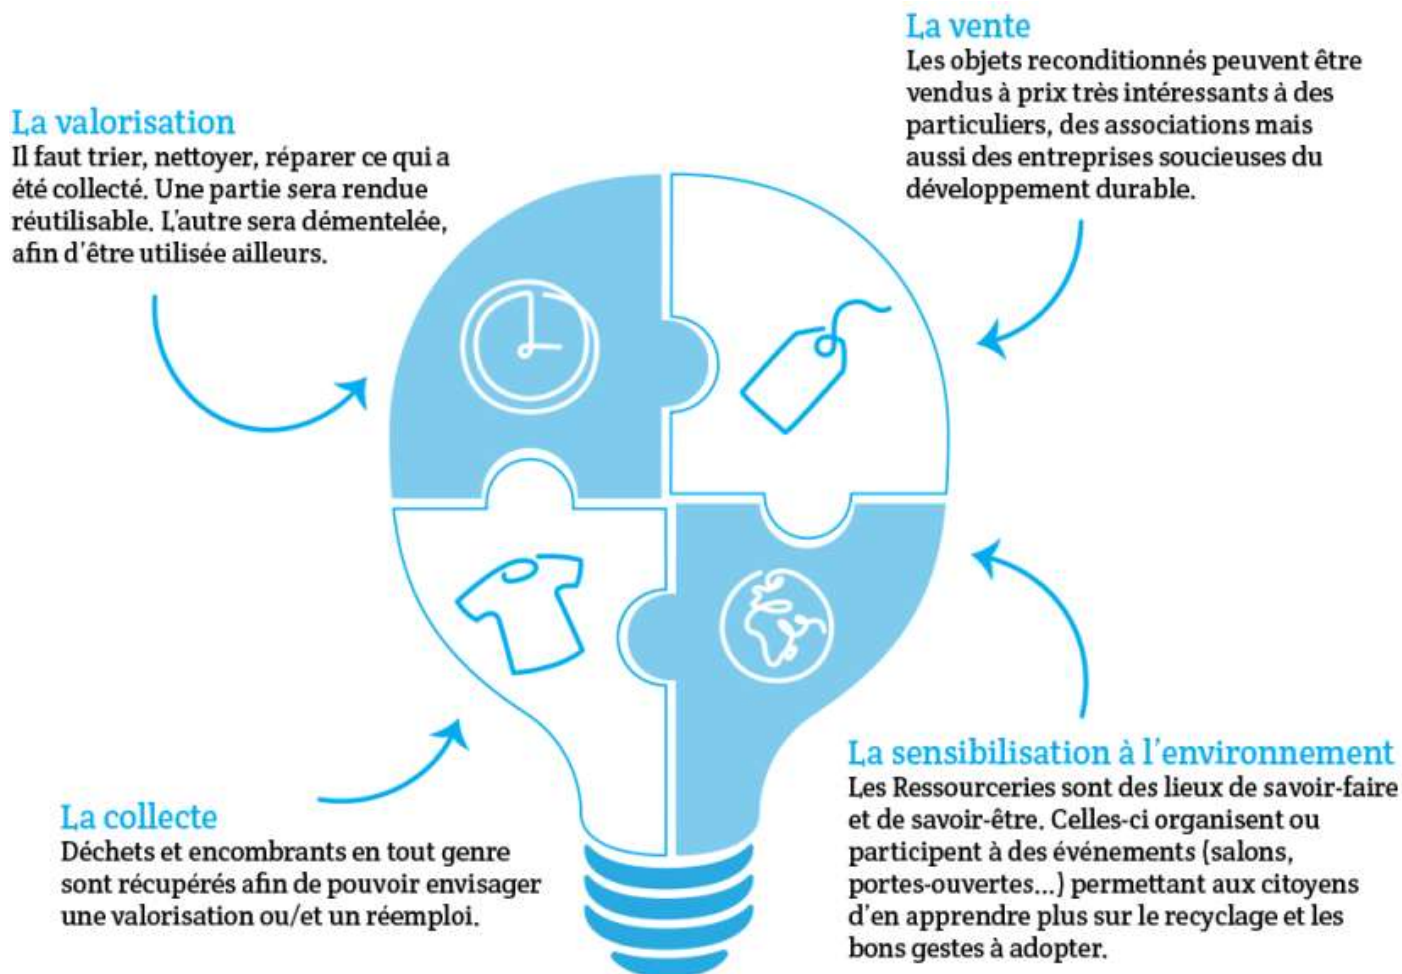 La valorisation
Il faut trier, nettoyer, réparer ce qui a
été collecté. Une partie sera rendue
réutilisable. L'autre sera démentelée,
afin d'être utilisée ailleurs.
La vente
Les objets reconditionnés peuvent être
vendus à prix très intéressants à des
particuliers, des associations mais
aussi des entreprises soucieuses du
développement durable.
La collecte
Déchets et encombrants en tout genre
sont récupérés afin de pouvoir envisager
une valorisation ou/et un réemploi.
La sensibilisation à l'environnement
Les Ressourceries sont des lieux de savoir-faire
et de savoir-être. Celles-ci organisent ou
participent à des événements (salons,
portes-ouvertes...) permettant aux citoyens
d'en apprendre plus sur le recyclage et les
bons gestes à adopter.